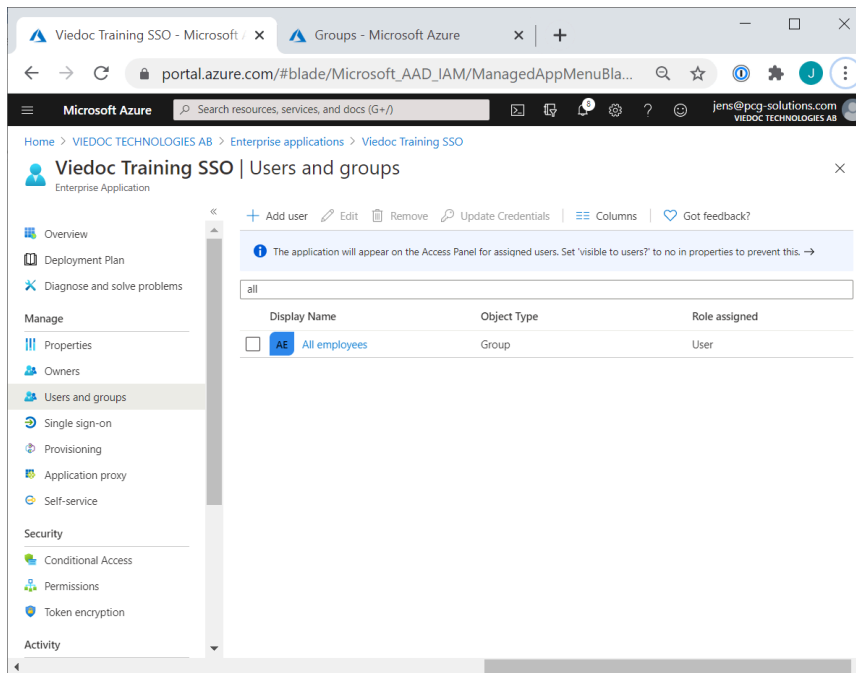 Viedoc Training SSO - Microsoft A
Groups - Microsoft Azure
portal.azure.com/#blade/Microsoft_AAD_IAM/ManagedAppMenuBla...
J
Microsoft Azure
Search resources, services, and docs (G+/)
8
jens@pcg-solutions.com
VIEDOC TECHNOLOGIES AB
Home > VIEDOC TECHNOLOGIES AB > Enterprise applications > Viedoc Training SSO
Viedoc Training SSO | Users and groups
Enterprise Application
Overview
Deployment Plan
Diagnose and solve problems
Manage
Properties
Owners
Users and groups
Single sign-on
Provisioning
Application proxy
Self-service
Security
Conditional Access
Permissions
Token encryption
Activity
Add user Edit Remove Update Credentials Columns Got feedback?
The application will appear on the Access Panel for assigned users. Set 'visible to users?' to no in properties to prevent this. →
all
Display Name Object Type Role assigned
AE All employees Group User